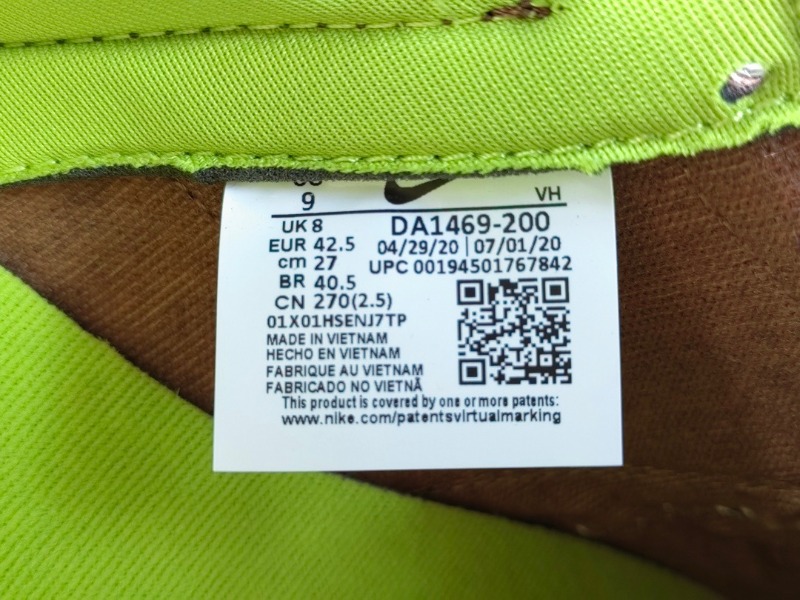 9
VH
UK 8
DA1469-200
EUR 42.5
04/29/20 | 07/01/20
cm 27
UPC 00194501767842
BR 40.5
CN 270(2.5)
01X01HSENJ7TP
MADE IN VIETNAM
HECHO EN VIETNAM
FABRIQUE AU VIETNAM
FABRICADO NO VIETNÃ
This product is covered by one or more patents:
www.nike.com/patentsvirtualmarking